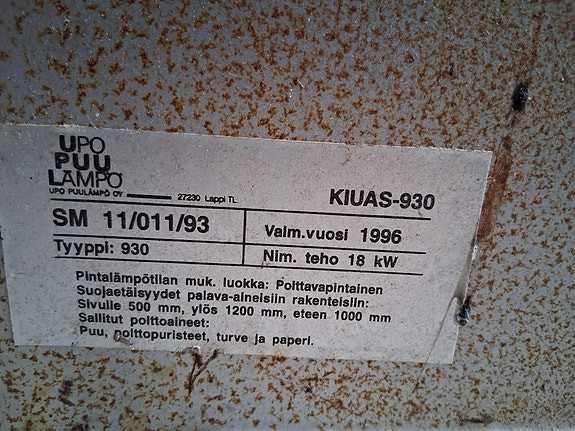 UPO
PUU
LÄMPÖ
UPO PUULÄMPÖ OY
27230 Lappi TL
KIUAS-930
SM 11/011/93
Valm.vuosi 1996
Tyyppi: 930
Nim. teho 18 kW
Pintalämpötilan muk. luokka: Polttavapintainen
Suojaetäisyydet palava-aineisiin rakenteisiin:
Sivulle 500 mm, ylös 1200 mm, eteen 1000 mm
Sallitut polttoaineet:
Puu, polttopuristeet, turve ja paperi.